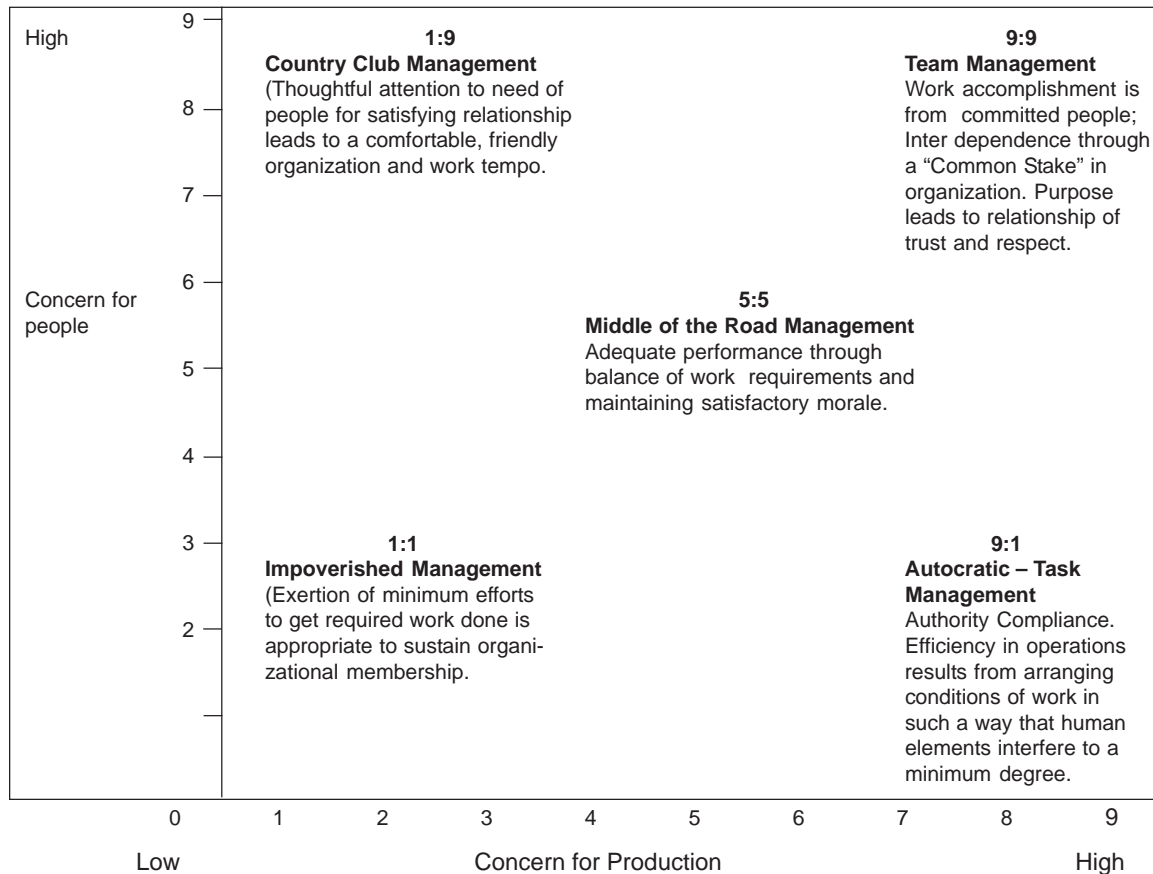 High
9
8
7
6
5
4
3
2
Concern for
people
1:9
Country Club Management
(Thoughtful attention to need of
people for satisfying relationship
leads to a comfortable, friendly
organization and work tempo.
9:9
Team Management
Work accomplishment is
from committed people;
Inter dependence through
a “Common Stake” in
organization. Purpose
leads to relationship of
trust and respect.
5:5
Middle of the Road Management
Adequate performance through
balance of work requirements and
maintaining satisfactory morale.
1:1
Impoverished Management
(Exertion of minimum efforts
to get required work done is
appropriate to sustain organi-
zational membership.
9:1
Autocratic – Task
Management
Authority Compliance.
Efficiency in operations
results from arranging
conditions of work in
such a way that human
elements interfere to a
minimum degree.
0 1 2 3 4 5 6 7 8 9
Low Concern for Production High